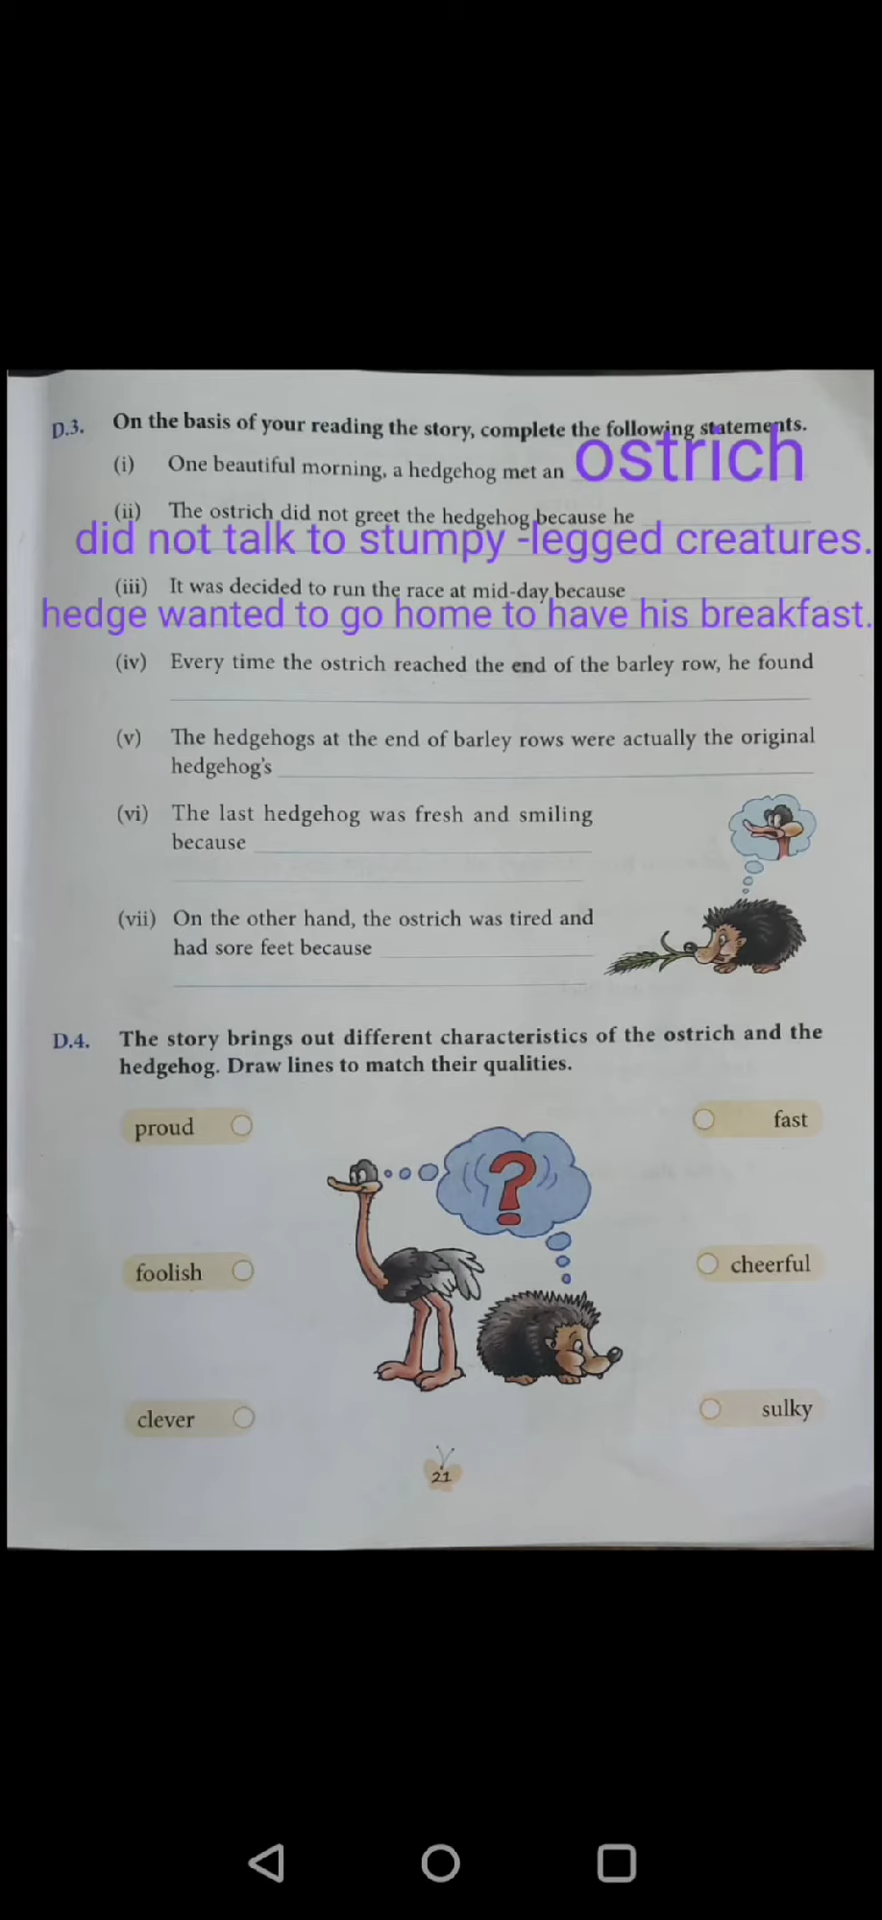 D.3. On the basis of your reading the story, complete the following statements.
(i) One beautiful morning, a hedgehog met an ostrich
(ii) The ostrich did not greet the hedgehog because he
did not talk to stumpy -legged creatures.
(iii) It was decided to run the race at mid-day because
hedge wanted to go home to have his breakfast.
(iv) Every time the ostrich reached the end of the barley row, he found
(v) The hedgehogs at the end of barley rows were actually the original
hedgehog's
(vi) The last hedgehog was fresh and smiling
because
(vii) On the other hand, the ostrich was tired and
had sore feet because
D.4. The story brings out different characteristics of the ostrich and the
hedgehog. Draw lines to match their qualities.
proud fast
?
foolish cheerful
clever sulky
21